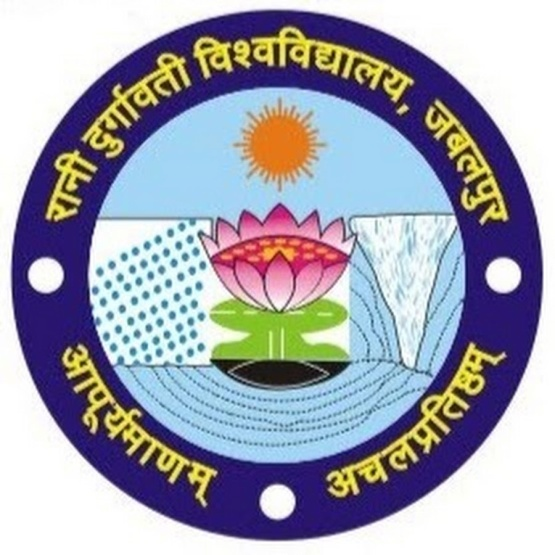 रानी दुर्गावती विश्वविद्यालय, जबलपुर
आपूर्यमाणम् अचलप्रतिष्ठम्